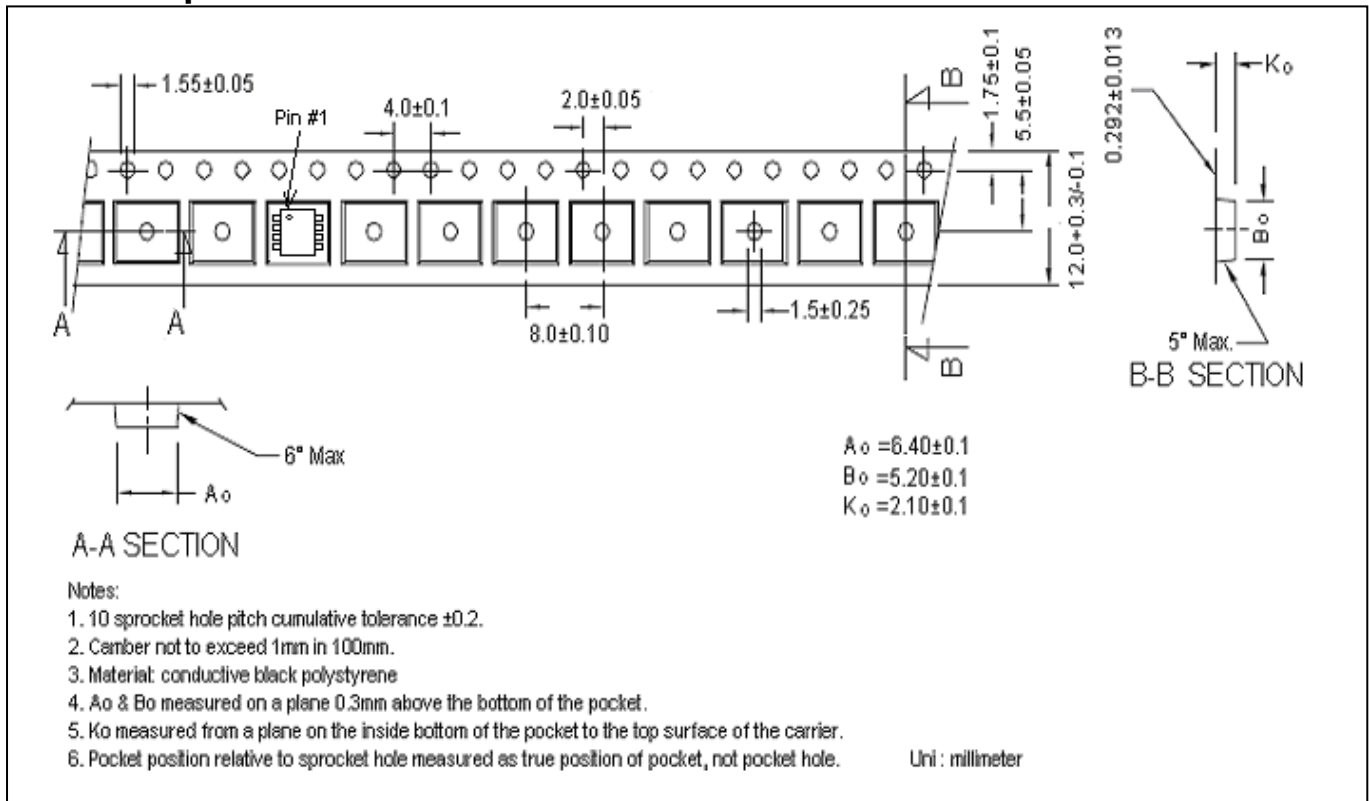 1.55±0.05
Pin #1
4.0±0.1
2.0±0.05
B
1.75±0.1
5.5±0.05
0.292±0.013
Ko
12.0+0.3/-0.1
Bo
A
A
8.0±0.10
1.5±0.25
B
5° Max.
B-B SECTION
6° Max
Ao
A-A SECTION
Ao =6.40±0.1
Bo =5.20±0.1
Ko =2.10±0.1
Notes:
1. 10 sprocket hole pitch cumulative tolerance ±0.2.
2. Camber not to exceed 1mm in 100mm.
3. Material: conductive black polystyrene
4. Ao & Bo measured on a plane 0.3mm above the bottom of the pocket.
5. Ko measured from a plane on the inside bottom of the pocket to the top surface of the carrier.
6. Pocket position relative to sprocket hole measured as true position of pocket, not pocket hole. Uni : millimeter